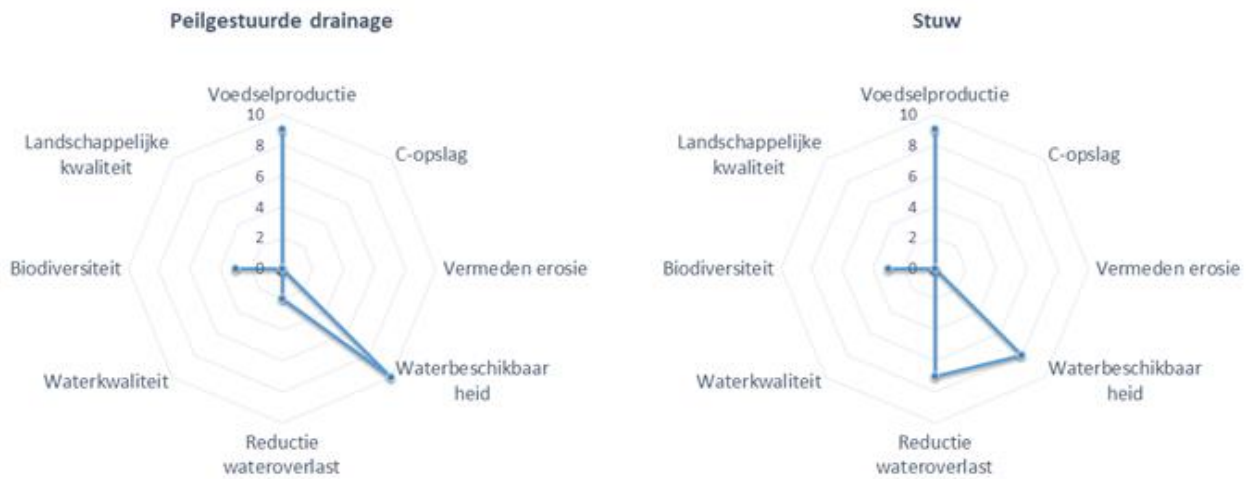 Peilgestuurde drainage
Voedselproductie
10
8
6
4
2
0
C-opslag
Vermeden erosie
Waterbeschikbaar
heid
Reductie
wateroverlast
Waterkwaliteit
Biodiversiteit
Landschappelijke
kwaliteit
Stuw
Voedselproductie
10
8
6
4
2
0
C-opslag
Vermeden erosie
Waterbeschikbaar
heid
Reductie
wateroverlast
Waterkwaliteit
Biodiversiteit
Landschappelijke
kwaliteit